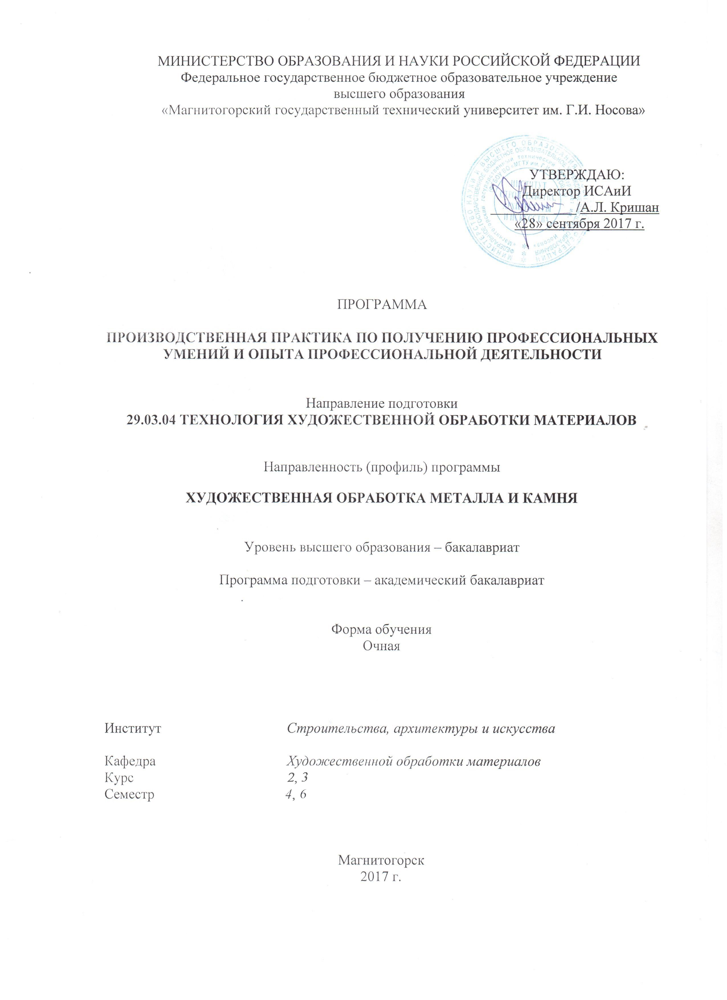 МИНИСТЕРСТВО ОБРАЗОВАНИЯ И НАУКИ РОССИЙСКОЙ ФЕДЕРАЦИИ
Федеральное государственное бюджетное образовательное учреждение
высшего образования
«Магнитогорский государственный технический университет им. Г.И. Носова»
УТВЕРЖДАЮ:
Директор ИСАиИ
/А.Л. Кришан
«28» сентября 2017 г.
ПРОГРАММА
ПРОИЗВОДСТВЕННАЯ ПРАКТИКА ПО ПОЛУЧЕНИЮ ПРОФЕССИОНАЛЬНЫХ
УМЕНИЙ И ОПЫТА ПРОФЕССИОНАЛЬНОЙ ДЕЯТЕЛЬНОСТИ
Направление подготовки
29.03.04 ТЕХНОЛОГИЯ ХУДОЖЕСТВЕННОЙ ОБРАБОТКИ МАТЕРИАЛОВ
Направленность (профиль) программы
ХУДОЖЕСТВЕННАЯ ОБРАБОТКА МЕТАЛЛА И КАМНЯ
Уровень высшего образования – бакалавриат
Программа подготовки – академический бакалавриат
Форма обучения
Очная
Институт Строительства, архитектуры и искусства
Кафедра Художественной обработки материалов
Курс 2, 3
Семестр 4, 6
Магнитогорск
2017 г.